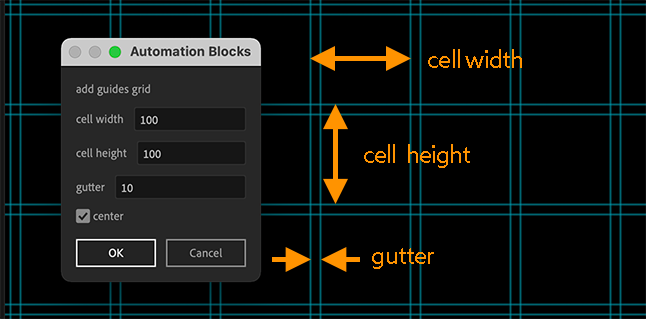 Automation Blocks
add guides grid
cell width 100
cell height 100
gutter 10
center
OK Cancel
cell width
cell height
gutter